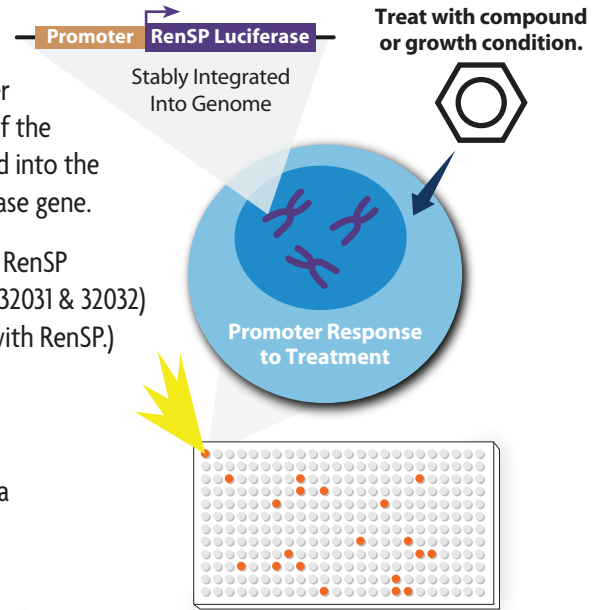 Promoter RenSP Luciferase
Stably Integrated
Into Genome
Treat with compound
or growth condition.
er
f the
d into the
ase gene.
RenSP
32031 & 32032)
with RenSP.)
a
Promoter Response
to Treatment